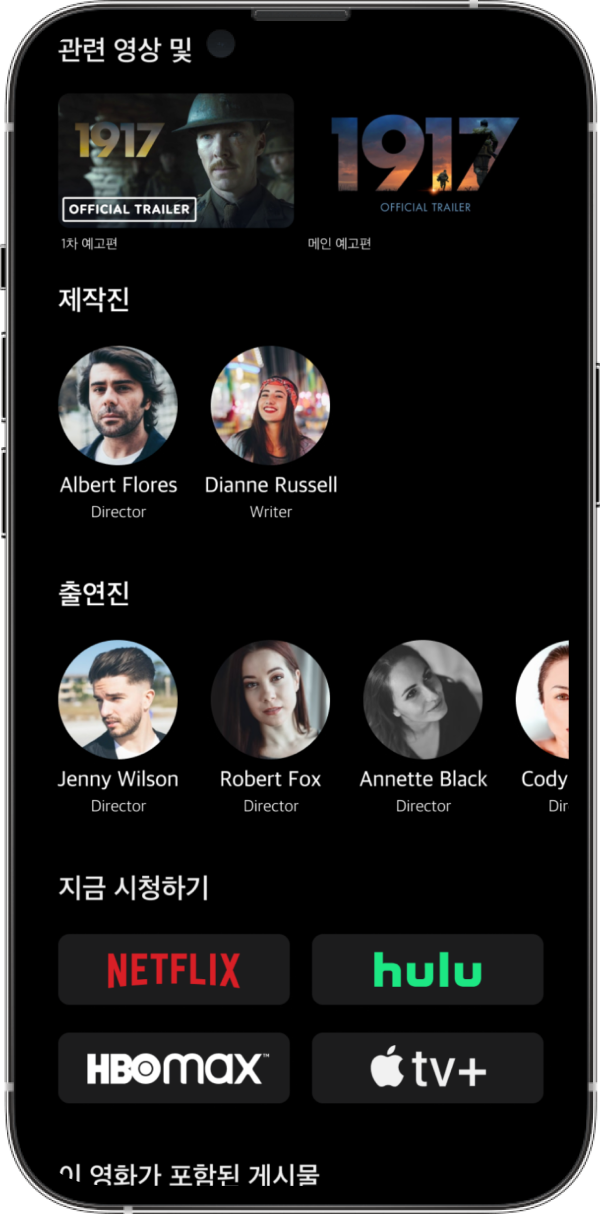 관련 영상 및
1917
OFFICIAL TRAILER
1917
OFFICIAL TRAILER
1차 예고편
메인 예고편
제작진
Albert Flores
Dianne Russell
Director
Writer
출연진
Jenny Wilson
Robert Fox
Annette Black
Cody
Director
Director
Director
Dir
지금 시청하기
NETFLIX
hulu
HBOmax™
tv+
이 영화가 포함된 게시물